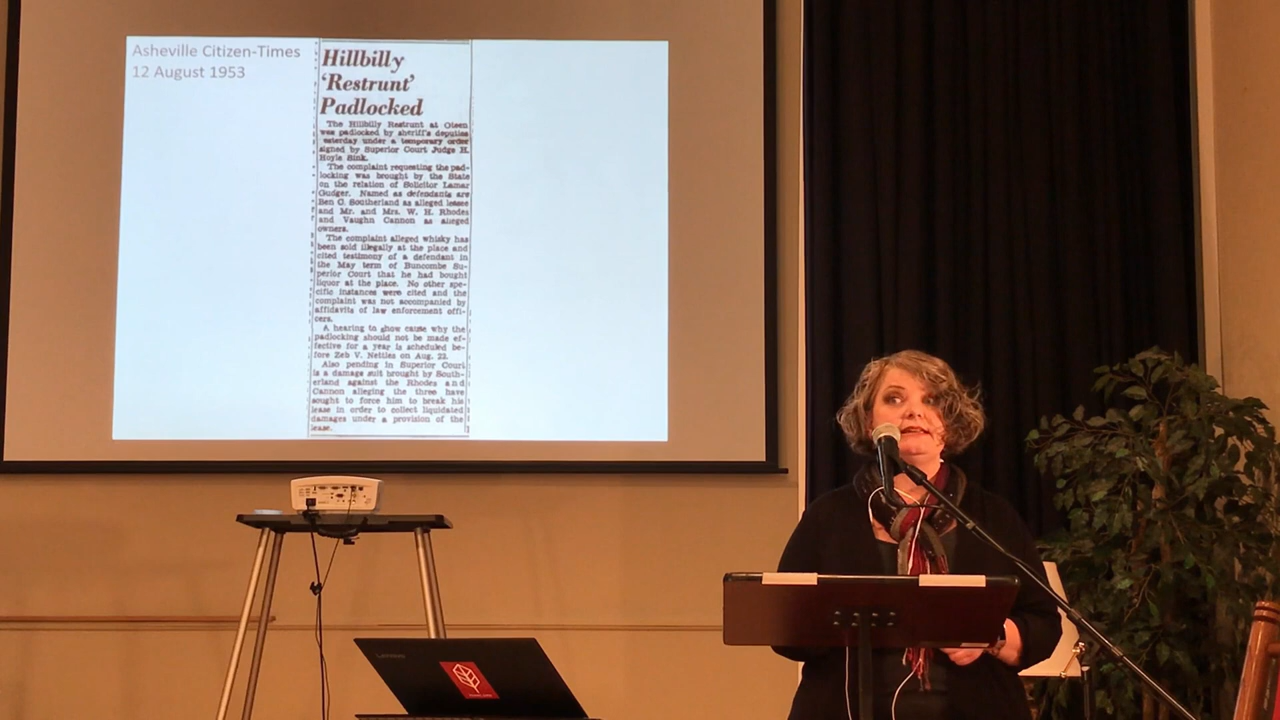 Asheville Citizen-Times
12 August 1953
Hillbilly
‘Restrunt’
Padlocked
The Hillbilly Restrunt at Oteen
was padlocked by sheriff's deputies
yesterday under a temporary order
signed by Superior Court Judge H.
Hoyle Sink.
The complaint requesting the pad-
locking was brought by the State
on the relation of Solicitor Lamar
Gudger. Named as defendants are
Ben C. Southerland as alleged lessee
and Mr. and Mrs. W. H. Rhodes
and Vaughn Cannon as alleged
owners.
The complaint alleged whisky has
been sold illegally at the place and
cited testimony of a defendant in
the May term of Buncombe Su-
perior Court that he had bought
liquor at the place. No other spe-
cific instances were cited and the
complaint was not accompanied by
affidavits of law enforcement offi-
cers.
A hearing to show cause why the
padlocking should not be made ef-
fective for a year is scheduled be-
fore Zeb V. Nettles on Aug. 22.
Also pending in Superior Court
is a damage suit brought by South-
erland against the Rhodes and
Cannon alleging the three have
sought to force him to break his
lease in order to collect liquidated
damages under a provision of the
lease.
Lenovo